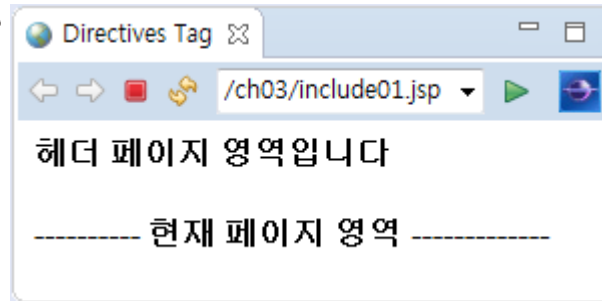 Directives Tag
/ch03/include01.jsp
헤더 페이지 영역입니다
---------- 현재 페이지 영역 -------------